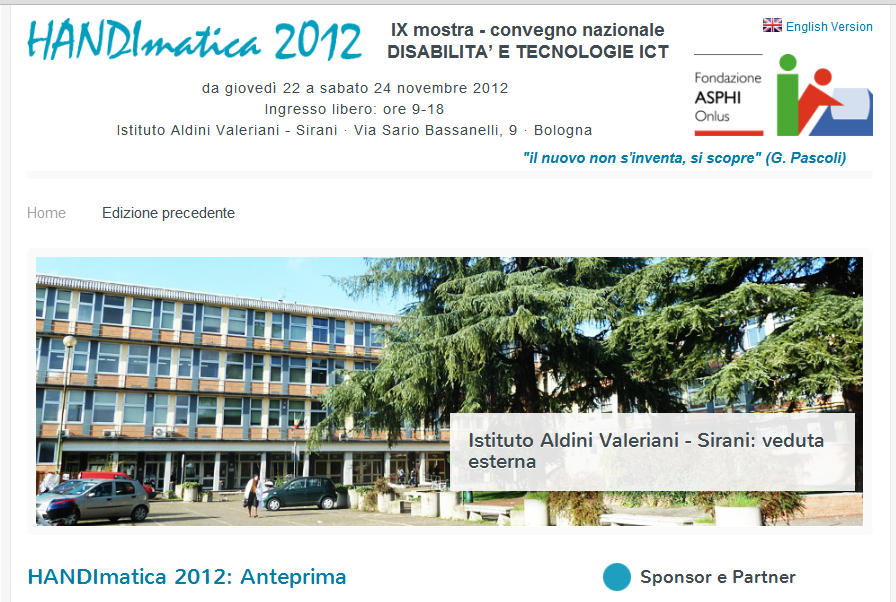 HANDImatica 2012
IX mostra - convegno nazionale
DISABILITA' E TECNOLOGIE ICT
English Version
da giovedì 22 a sabato 24 novembre 2012
Ingresso libero: ore 9-18
Istituto Aldini Valeriani - Sirani · Via Sario Bassanelli, 9 · Bologna
Fondazione
ASPHI
Onlus
"il nuovo non s'inventa, si scopre" (G. Pascoli)
Home
Edizione precedente
Istituto Aldini Valeriani - Sirani: veduta
esterna
HANDImatica 2012: Anteprima
Sponsor e Partner